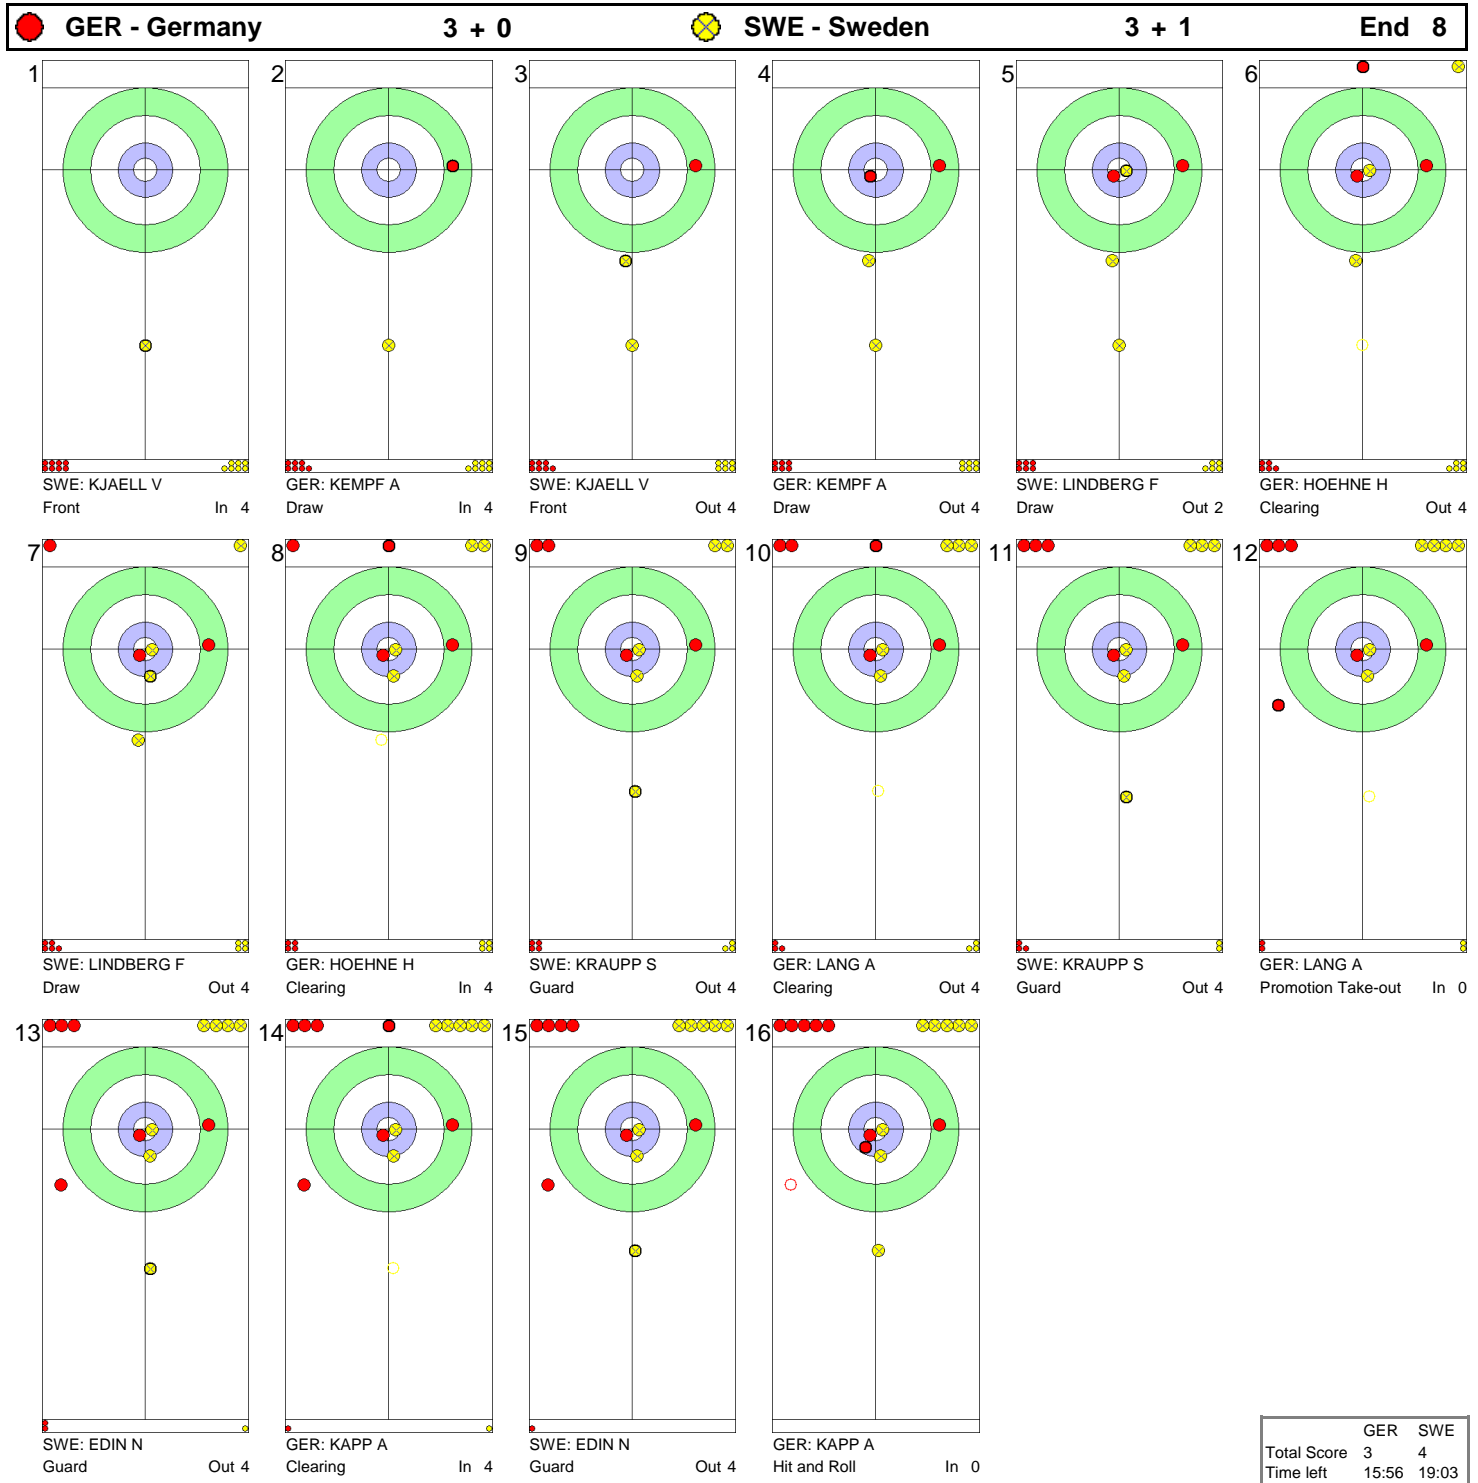 GER - Germany 3 + 0 SWE - Sweden 3 + 1 End 8
1 2 3 4 5 6
SWE: KJAELL V GER: KEMPF A SWE: KJAELL V GER: KEMPF A SWE: LINDBERG F GER: HOEHNE H
Front In 4 Draw In 4 Front Out 4 Draw Out 4 Draw Out 2 Clearing Out 4
7 8 9 10 11 12
SWE: LINDBERG F GER: HOEHNE H SWE: KRAUPP S GER: LANG A SWE: KRAUPP S GER: LANG A
Draw Out 4 Clearing In 4 Guard Out 4 Clearing Out 4 Guard Out 4 Promotion Take-out In 0
13 14 15 16
SWE: EDIN N GER: KAPP A SWE: EDIN N GER: KAPP A
Guard Out 4 Clearing In 4 Guard Out 4 Hit and Roll In 0
GER SWE
Total Score 3 4
Time left 15:56 19:03